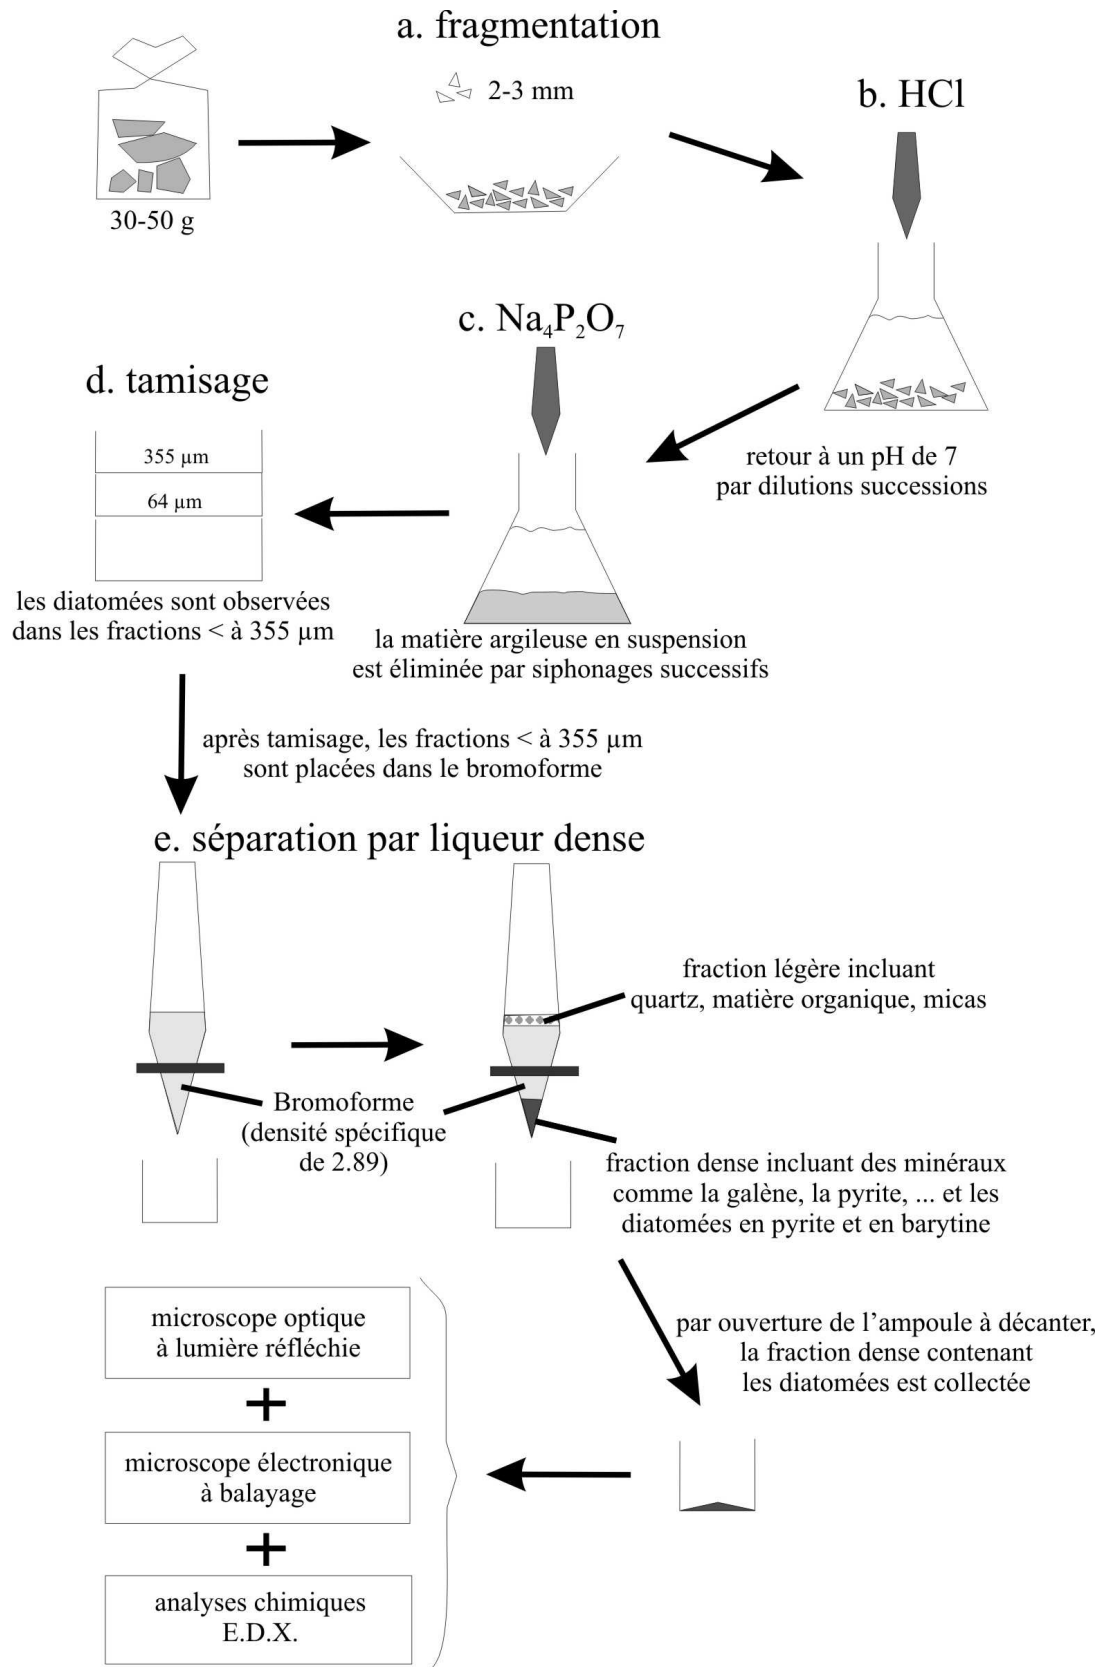 a. fragmentation
2-3 mm
30-50 g
b. HCl
retour à un pH de 7
par dilutions successions
c. Na₄P₂O₇
la matière argileuse en suspension
est éliminée par siphonages successifs
d. tamisage
355 µm
64 µm
les diatomées sont observées
dans les fractions < à 355 µm
après tamisage, les fractions < à 355 µm
sont placées dans le bromoforme
e. séparation par liqueur dense
fraction légère incluant
quartz, matière organique, micas
Bromoforme
(densité spécifique
de 2.89)
fraction dense incluant des minéraux
comme la galène, la pyrite, ... et les
diatomées en pyrite et en barytine
par ouverture de l’ampoule à décanter,
la fraction dense contenant
les diatomées est collectée
microscope optique
à lumière réfléchie
+
microscope électronique
à balayage
+
analyses chimiques
E.D.X.